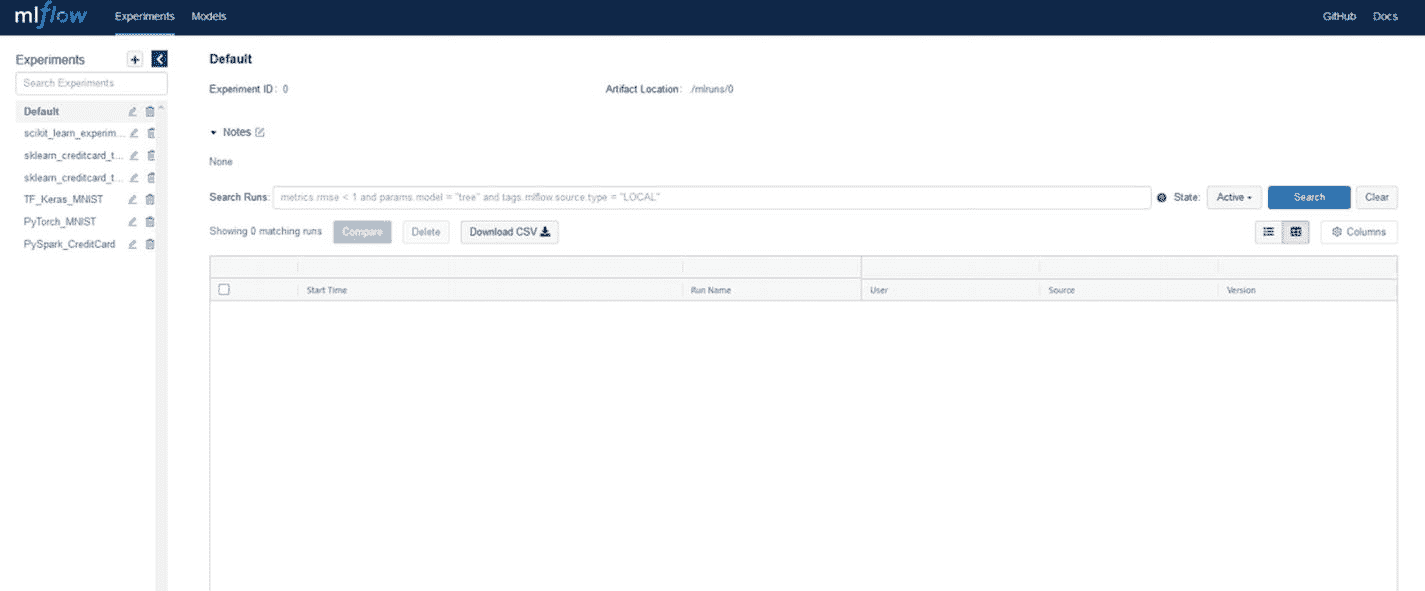 mlflow Experiments Models GitHub Docs
Experiments
Search Experiments
Default
scikit_learn_experim...
sklearn_creditcard_t...
sklearn_creditcard_t...
TF_Keras_MNIST
PyTorch_MNIST
PySpark_CreditCard
Default
Experiment ID: 0 Artifact Location: /mlruns/0
Notes
None
Search Runs: metrics.rmse < 1 and params.model = "tree" and tags.mlflow.source.type = "LOCAL" State: Active Search Clear
Showing 0 matching runs Compare Delete Download CSV Columns
Start Time Run Name User Source Version